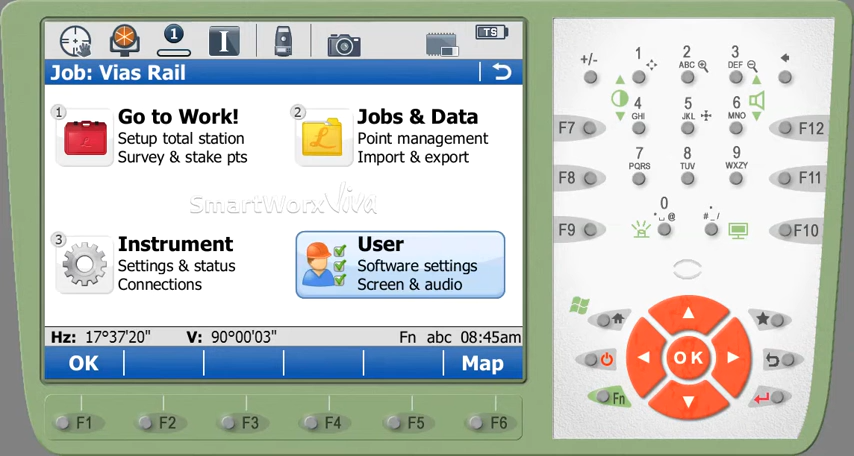 1
I
TS
Job: Vias Rail
1
Go to Work!
Setup total station
Survey & stake pts
2
Jobs & Data
Point management
Import & export
SmartWorx Viva
3
Instrument
Settings & status
Connections
User
Software settings
Screen & audio
Hz: 17°37'20" V: 90°00'03" Fn abc 08:45am
OK Map
F1 F2 F3 F4 F5 F6
+/- 1 2 3
ABC DEF
4 5 6
GHI JKL MNO
F7 F12
7 8 9
PQRS TUV WXZY
F8 F11
0 .
*⎵@ #_/
F9 F10
OK
Fn